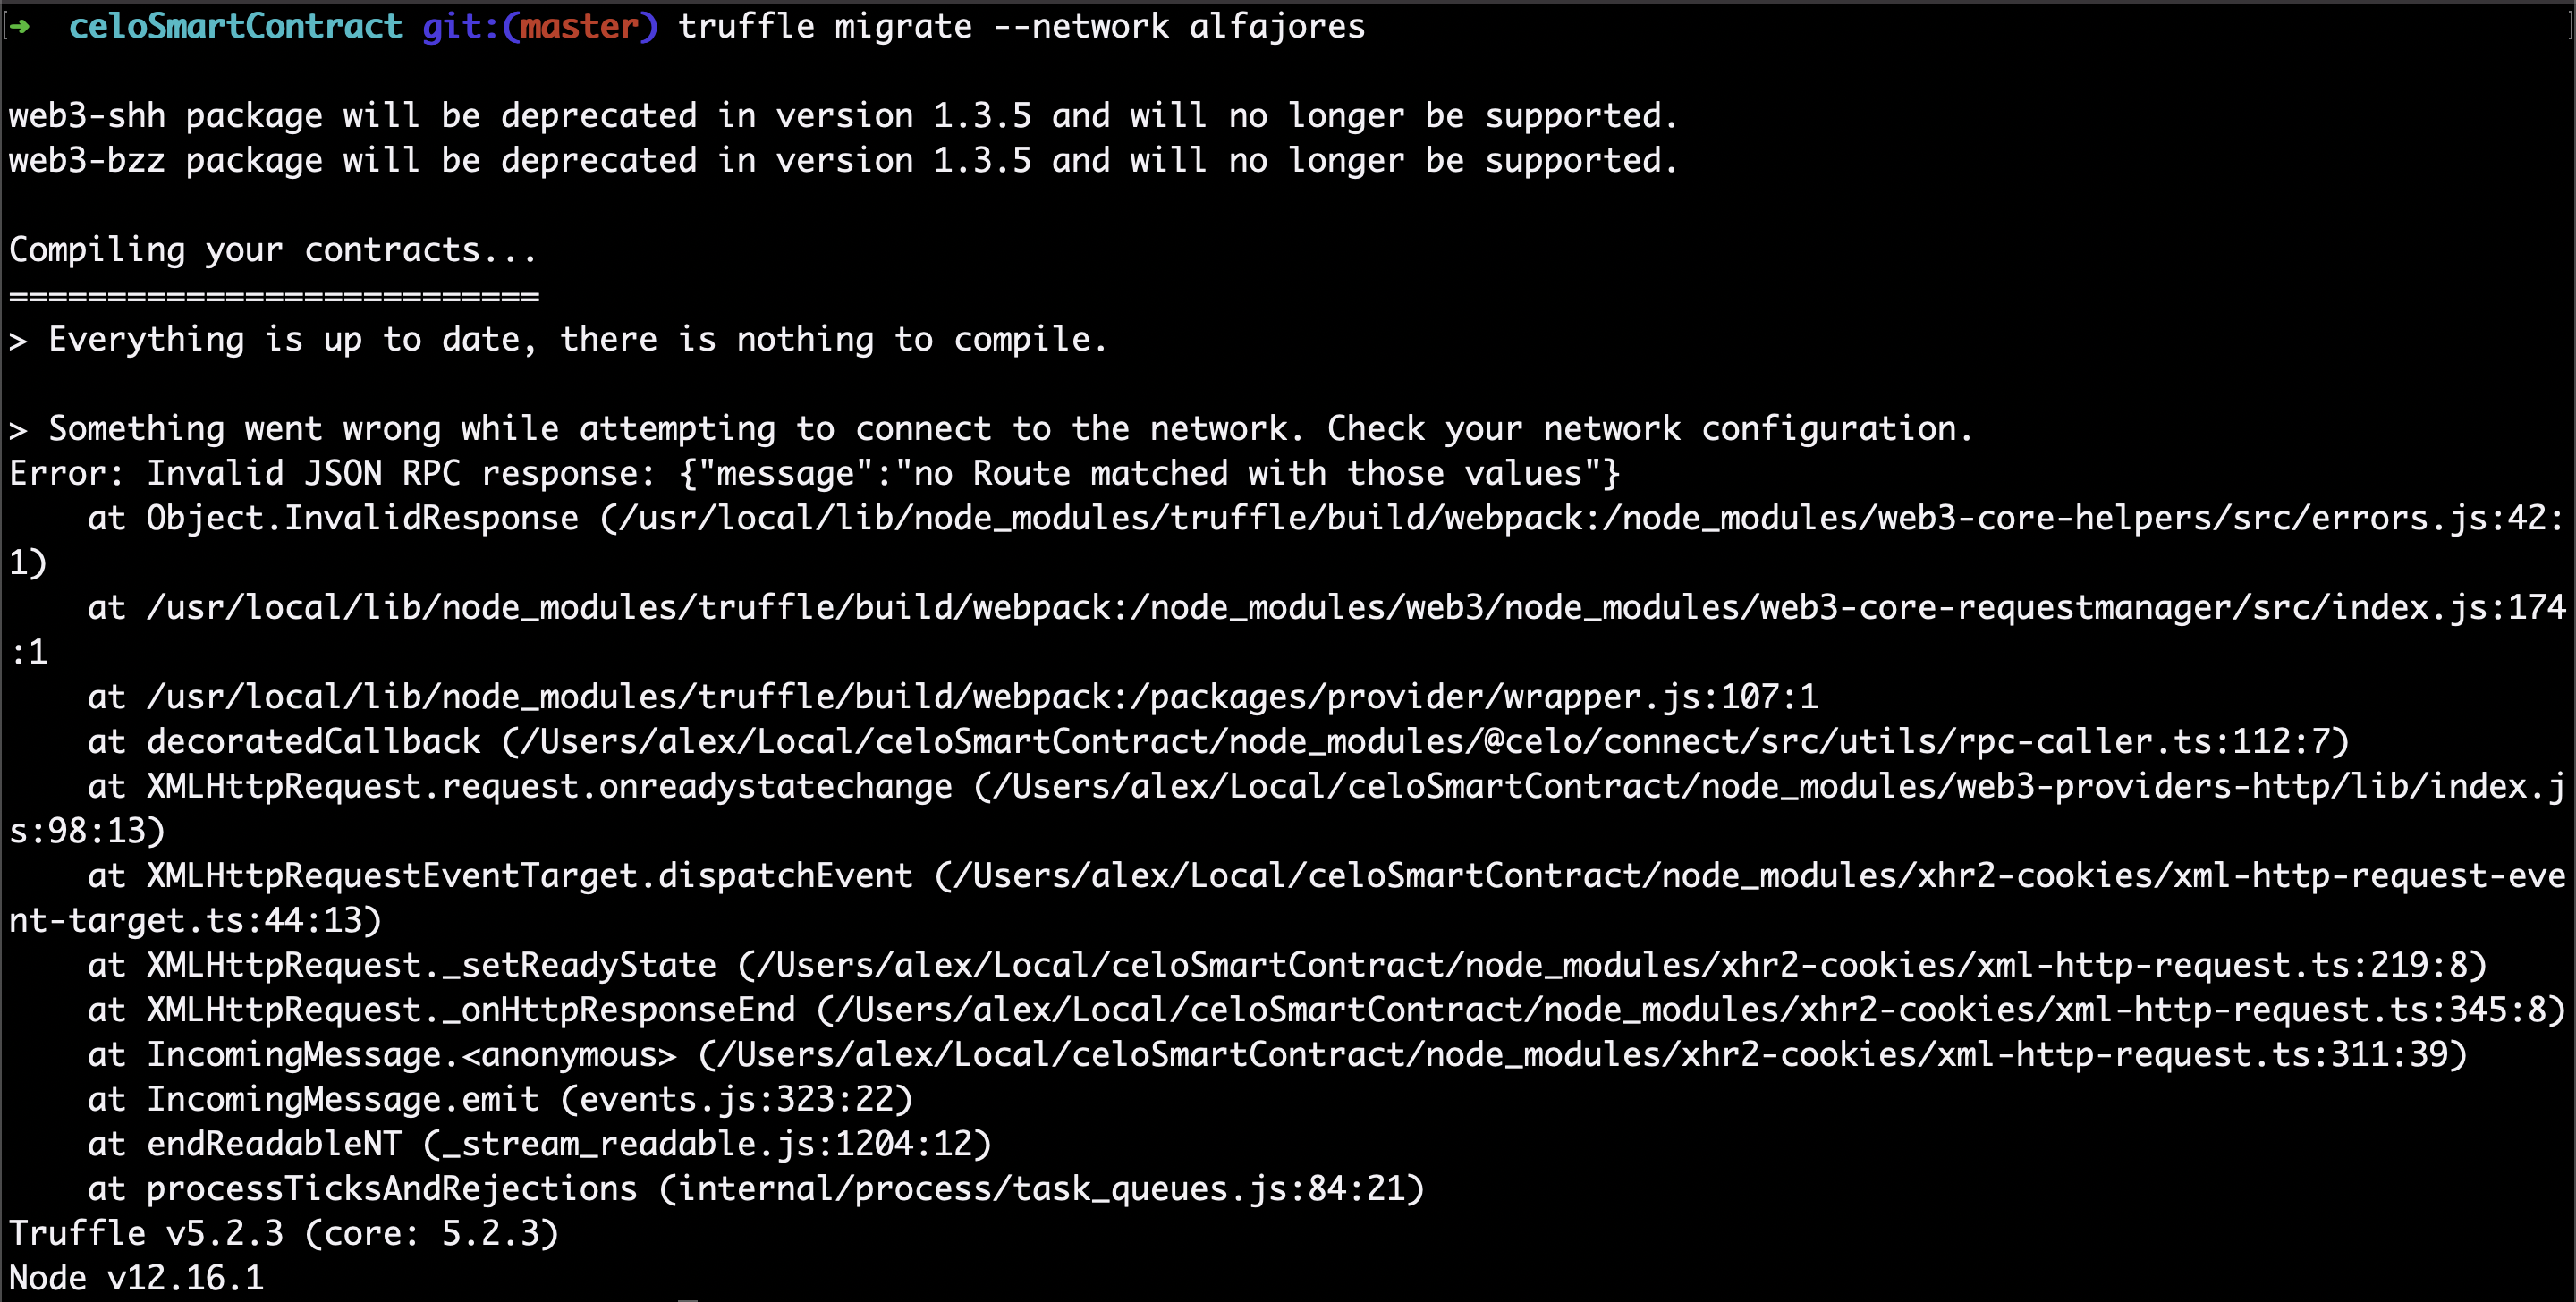 ➜  celoSmartContract git:(master) truffle migrate --network alfajores
web3-shh package will be deprecated in version 1.3.5 and will no longer be supported.
web3-bzz package will be deprecated in version 1.3.5 and will no longer be supported.
Compiling your contracts...
===========================
> Everything is up to date, there is nothing to compile.
> Something went wrong while attempting to connect to the network. Check your network configuration.
Error: Invalid JSON RPC response: {"message":"no Route matched with those values"}
    at Object.InvalidResponse (/usr/local/lib/node_modules/truffle/build/webpack:/node_modules/web3-core-helpers/src/errors.js:42:
1)
    at /usr/local/lib/node_modules/truffle/build/webpack:/node_modules/web3/node_modules/web3-core-requestmanager/src/index.js:174
:1
    at /usr/local/lib/node_modules/truffle/build/webpack:/packages/provider/wrapper.js:107:1
    at decoratedCallback (/Users/alex/Local/celoSmartContract/node_modules/@celo/connect/src/utils/rpc-caller.ts:112:7)
    at XMLHttpRequest.request.onreadystatechange (/Users/alex/Local/celoSmartContract/node_modules/web3-providers-http/lib/index.j
s:98:13)
    at XMLHttpRequestEventTarget.dispatchEvent (/Users/alex/Local/celoSmartContract/node_modules/xhr2-cookies/xml-http-request-eve
nt-target.ts:44:13)
    at XMLHttpRequest._setReadyState (/Users/alex/Local/celoSmartContract/node_modules/xhr2-cookies/xml-http-request.ts:219:8)
    at XMLHttpRequest._onHttpResponseEnd (/Users/alex/Local/celoSmartContract/node_modules/xhr2-cookies/xml-http-request.ts:345:8)
    at IncomingMessage.<anonymous> (/Users/alex/Local/celoSmartContract/node_modules/xhr2-cookies/xml-http-request.ts:311:39)
    at IncomingMessage.emit (events.js:323:22)
    at endReadableNT (_stream_readable.js:1204:12)
    at processTicksAndRejections (internal/process/task_queues.js:84:21)
Truffle v5.2.3 (core: 5.2.3)
Node v12.16.1